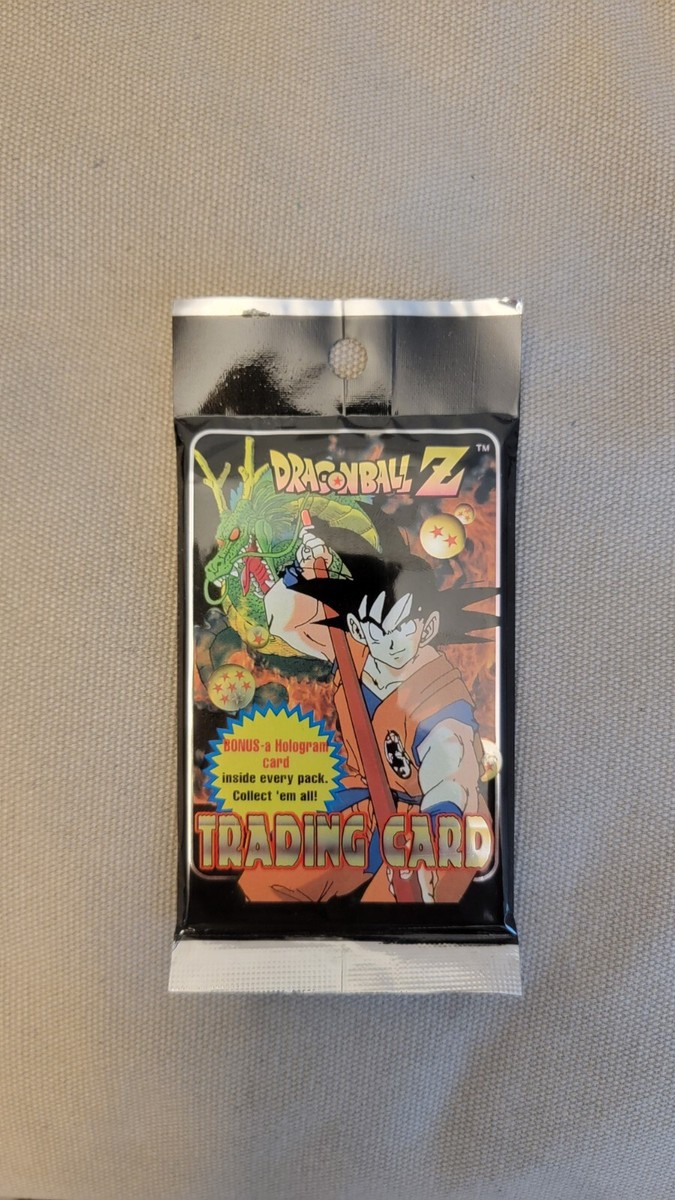 DRAGONBALL Z
TM
BONUS-a Hologram
card
inside every pack.
Collect 'em all!
TRADING CARD